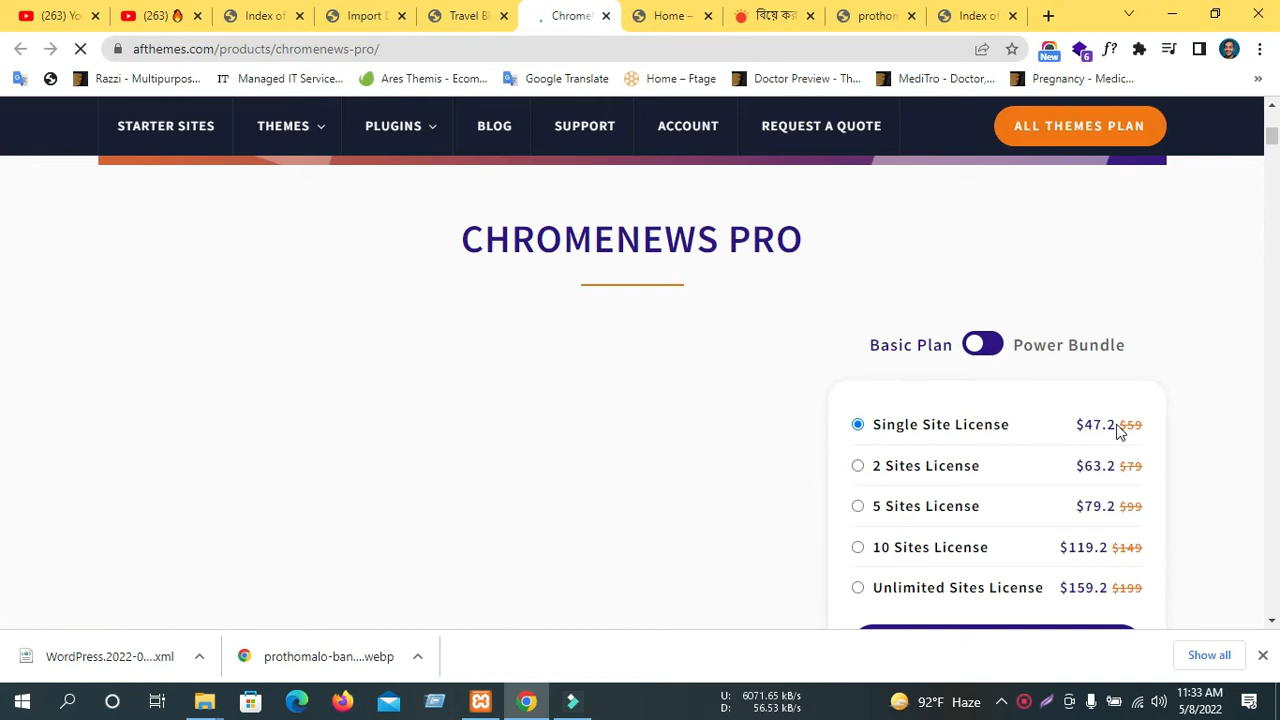 (263) Yo
(263) 🔥
Index of
Import D
Travel Bl
Chrome
Home –
বিয়ে কর
prothom
Index of
afthemes.com/products/chromenews-pro/
New
6
Razzi - Multipurpos...
IT Managed IT Service...
Ares Themis - Ecom...
Google Translate
Home – Ftage
Doctor Preview - Th...
MediTro - Doctor,...
Pregnancy - Medic...
»
STARTER SITES
THEMES
PLUGINS
BLOG
SUPPORT
ACCOUNT
REQUEST A QUOTE
ALL THEMES PLAN
CHROMENEWS PRO
Basic Plan
Power Bundle
Single Site License $47.2 $59
2 Sites License $63.2 $79
5 Sites License $79.2 $99
10 Sites License $119.2 $149
Unlimited Sites License $159.2 $199
WordPress.2022-0....xml
prothomalo-ban....webp
Show all
U: 6071.65 kB/s
D: 56.53 kB/s
92°F Haze
11:33 AM
5/8/2022